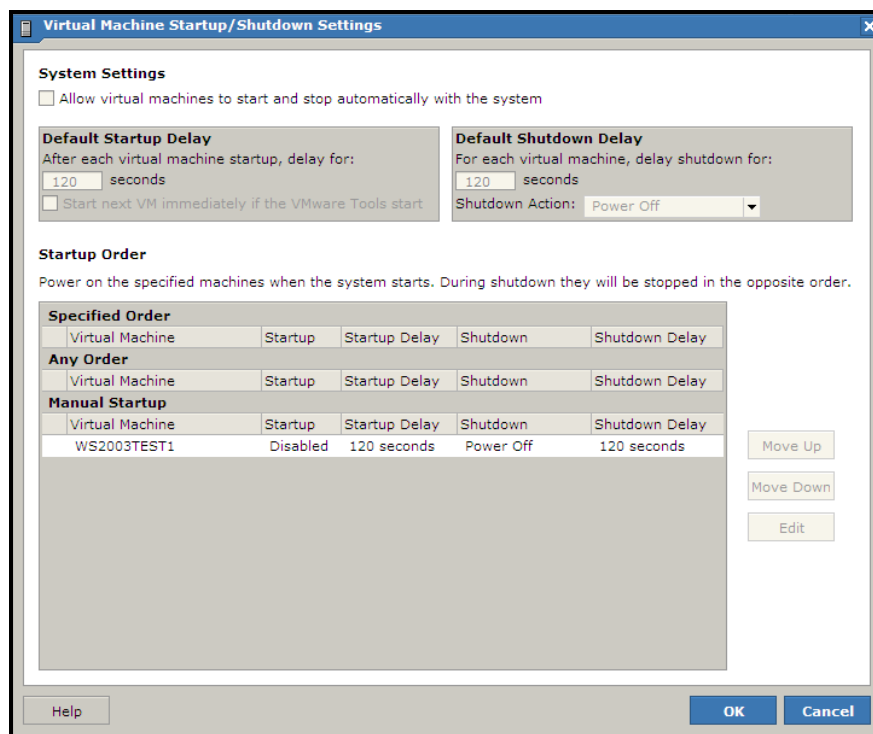 Virtual Machine Startup/Shutdown Settings
System Settings
Allow virtual machines to start and stop automatically with the system
Default Startup Delay
After each virtual machine startup, delay for:
120 seconds
Start next VM immediately if the VMware Tools start
Default Shutdown Delay
For each virtual machine, delay shutdown for:
120 seconds
Shutdown Action: Power Off
Startup Order
Power on the specified machines when the system starts. During shutdown they will be stopped in the opposite order.
Specified Order
Virtual Machine Startup Startup Delay Shutdown Shutdown Delay
Any Order
Virtual Machine Startup Startup Delay Shutdown Shutdown Delay
Manual Startup
Virtual Machine Startup Startup Delay Shutdown Shutdown Delay
WS2003TEST1 Disabled 120 seconds Power Off 120 seconds
Move Up
Move Down
Edit
Help OK Cancel